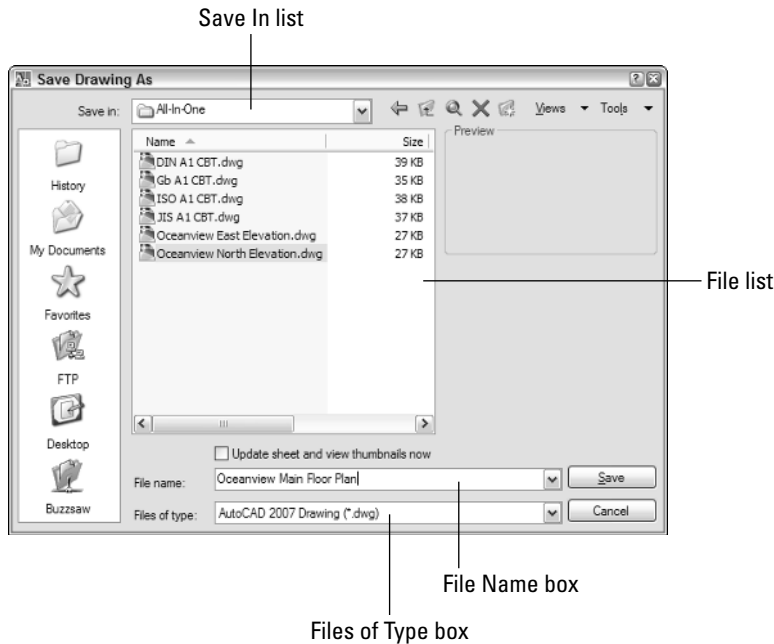 Save In list
Save Drawing As
Save in:
All-In-One
Views
Tools
History
My Documents
Favorites
FTP
Desktop
Buzzsaw
Name
Size
DIN A1 CBT.dwg 39 KB
Gb A1 CBT.dwg 35 KB
ISO A1 CBT.dwg 38 KB
JIS A1 CBT.dwg 37 KB
Oceanview East Elevation.dwg 27 KB
Oceanview North Elevation.dwg 27 KB
Preview
File list
Update sheet and view thumbnails now
File name: Oceanview Main Floor Plan
Save
Files of type: AutoCAD 2007 Drawing (*.dwg)
Cancel
File Name box
Files of Type box